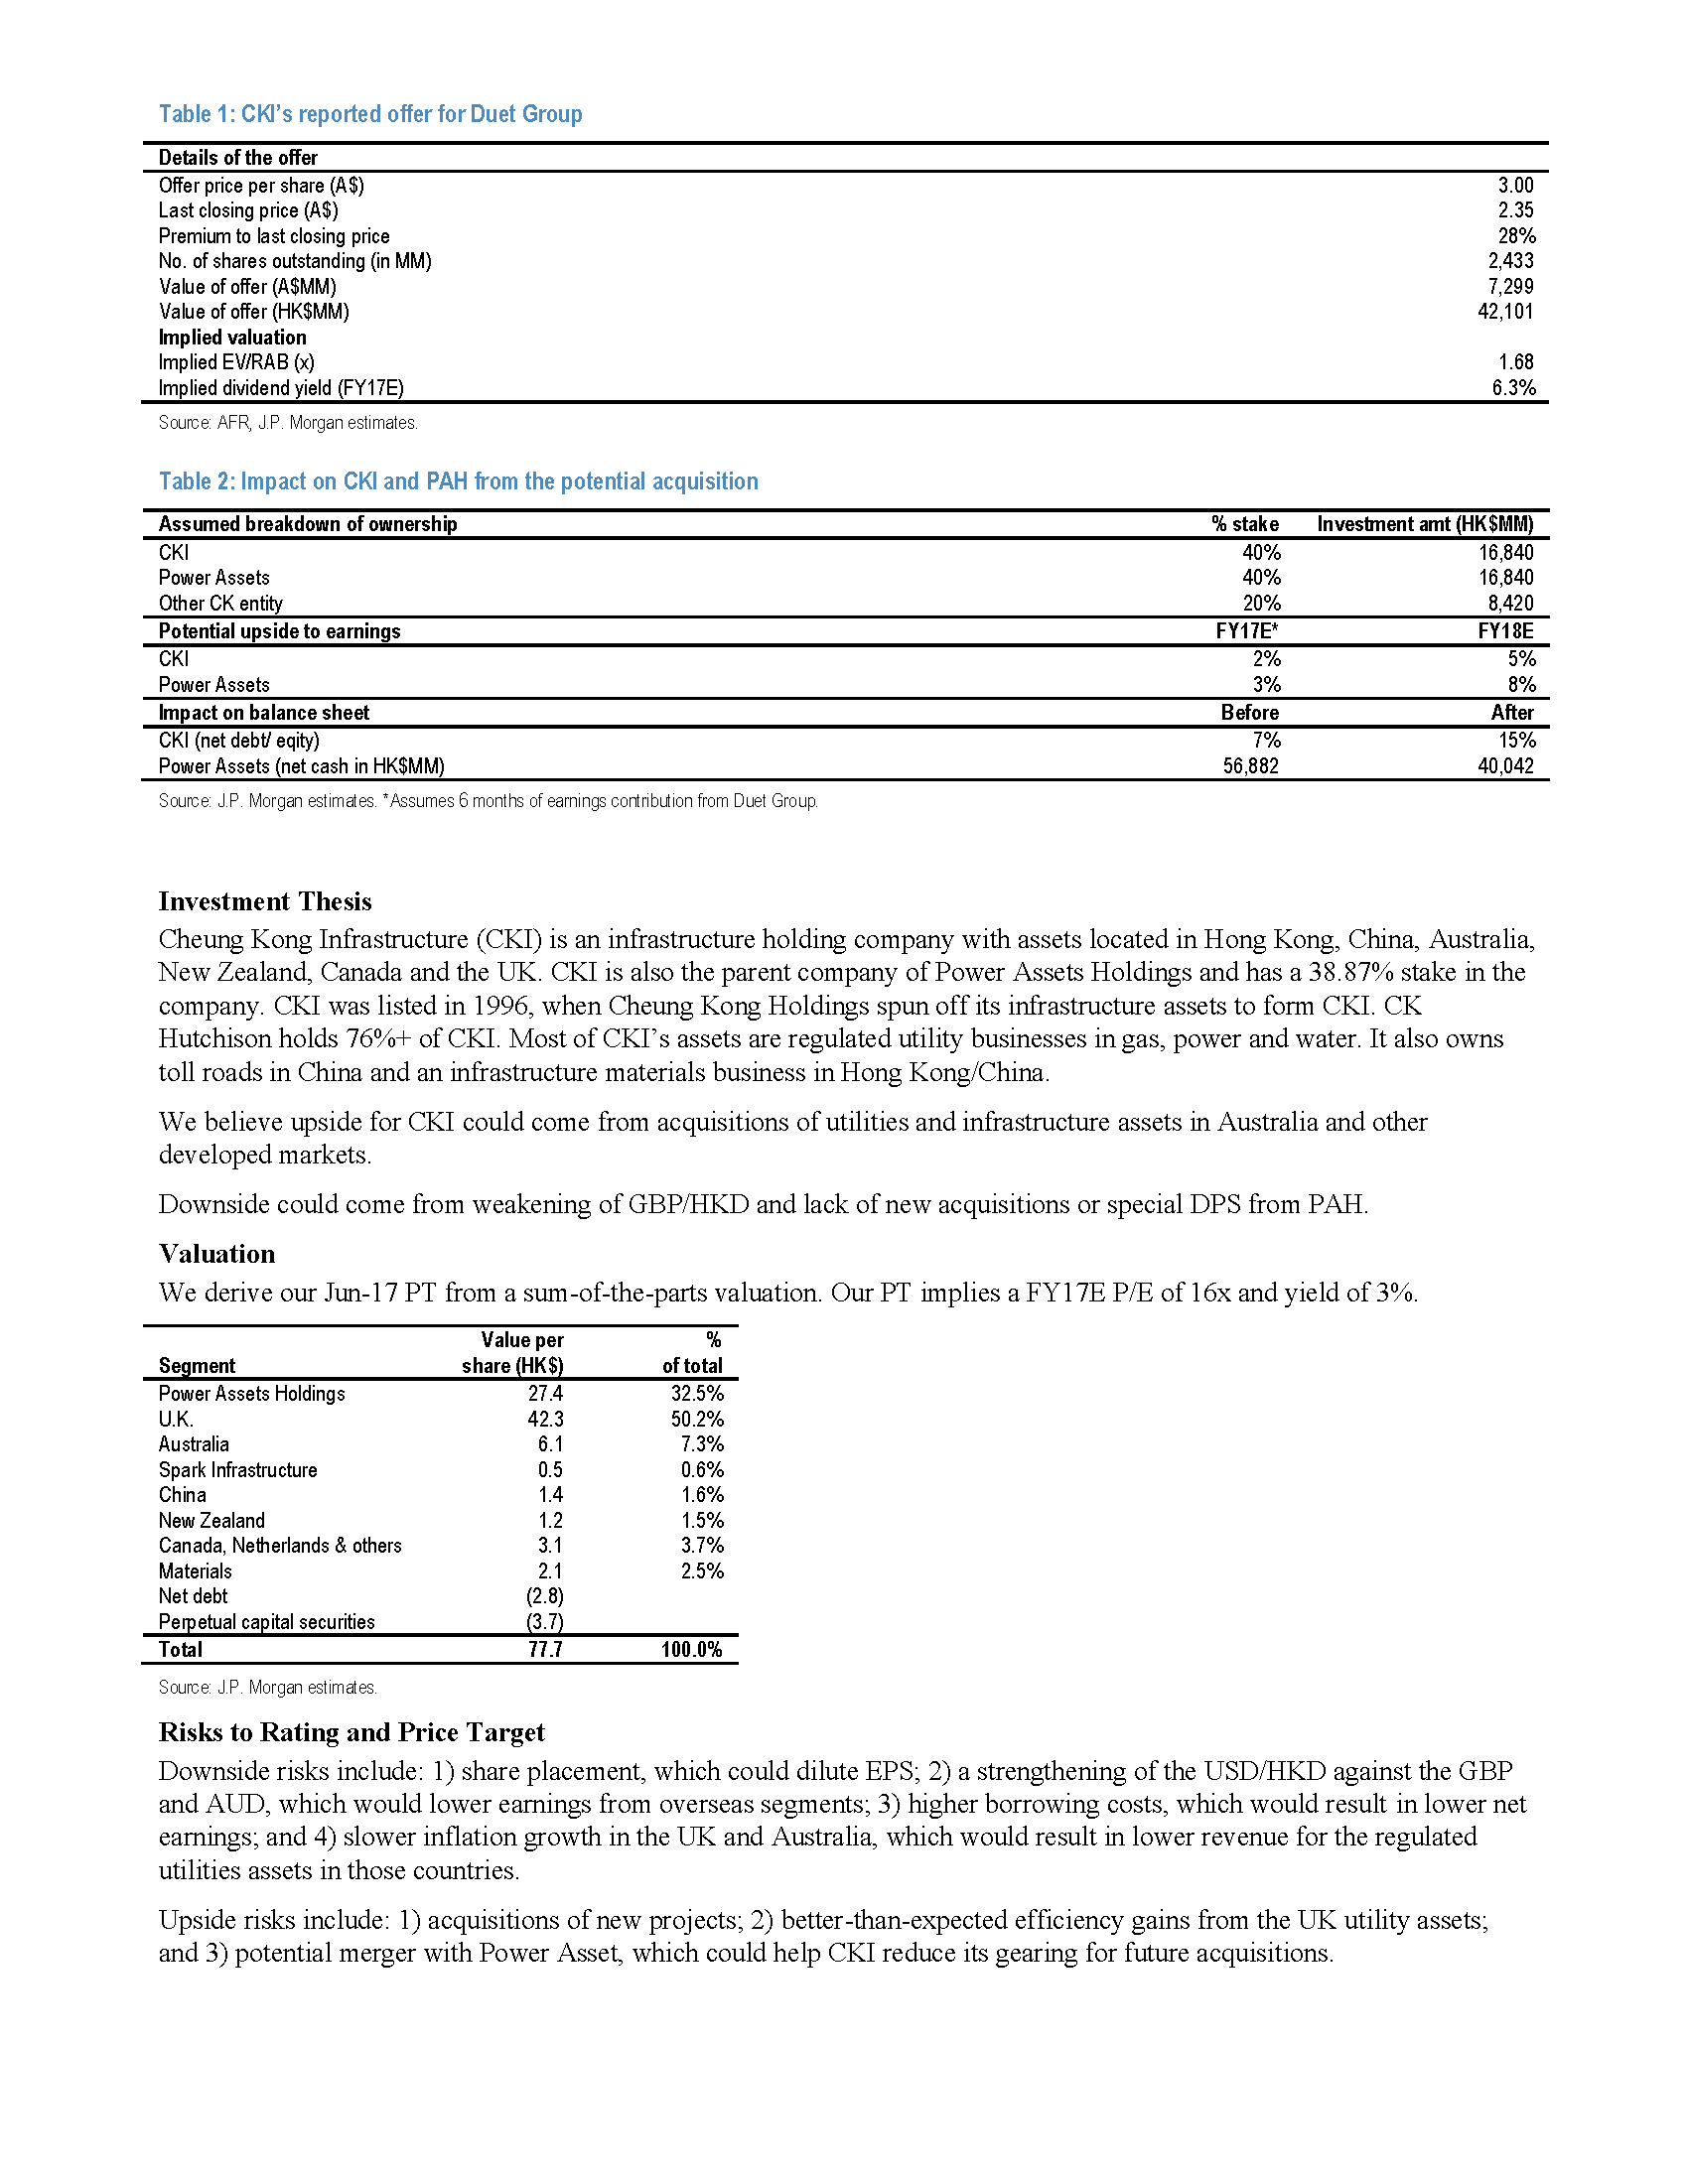 Table 1: CKI's reported offer for Duet Group
Details of the offer
Offer price per share (A$) 3.00
Last closing price (A$) 2.35
Premium to last closing price 28%
No. of shares outstanding (in MM) 2,433
Value of offer (A$MM) 7,299
Value of offer (HK$MM) 42,101
Implied valuation
Implied EV/RAB (x) 1.68
Implied dividend yield (FY17E) 6.3%
Source: AFR, J.P. Morgan estimates.
Table 2: Impact on CKI and PAH from the potential acquisition
Assumed breakdown of ownership % stake Investment amt (HK$MM)
CKI 40% 16,840
Power Assets 40% 16,840
Other CK entity 20% 8,420
Potential upside to earnings FY17E* FY18E
CKI 2% 5%
Power Assets 3% 8%
Impact on balance sheet Before After
CKI (net debt/ eqity) 7% 15%
Power Assets (net cash in HK$MM) 56,882 40,042
Source: J.P. Morgan estimates. *Assumes 6 months of earnings contribution from Duet Group.
Investment Thesis
Cheung Kong Infrastructure (CKI) is an infrastructure holding company with assets located in Hong Kong, China, Australia,
New Zealand, Canada and the UK. CKI is also the parent company of Power Assets Holdings and has a 38.87% stake in the
company. CKI was listed in 1996, when Cheung Kong Holdings spun off its infrastructure assets to form CKI. CK
Hutchison holds 76%+ of CKI. Most of CKI's assets are regulated utility businesses in gas, power and water. It also owns
toll roads in China and an infrastructure materials business in Hong Kong/China.
We believe upside for CKI could come from acquisitions of utilities and infrastructure assets in Australia and other
developed markets.
Downside could come from weakening of GBP/HKD and lack of new acquisitions or special DPS from PAH.
Valuation
We derive our Jun-17 PT from a sum-of-the-parts valuation. Our PT implies a FY17E P/E of 16x and yield of 3%.
Value per %
Segment share (HK$) of total
Power Assets Holdings 27.4 32.5%
U.K. 42.3 50.2%
Australia 6.1 7.3%
Spark Infrastructure 0.5 0.6%
China 1.4 1.6%
New Zealand 1.2 1.5%
Canada, Netherlands & others 3.1 3.7%
Materials 2.1 2.5%
Net debt (2.8)
Perpetual capital securities (3.7)
Total 77.7 100.0%
Source: J.P. Morgan estimates.
Risks to Rating and Price Target
Downside risks include: 1) share placement, which could dilute EPS; 2) a strengthening of the USD/HKD against the GBP
and AUD, which would lower earnings from overseas segments; 3) higher borrowing costs, which would result in lower net
earnings; and 4) slower inflation growth in the UK and Australia, which would result in lower revenue for the regulated
utilities assets in those countries.
Upside risks include: 1) acquisitions of new projects; 2) better-than-expected efficiency gains from the UK utility assets;
and 3) potential merger with Power Asset, which could help CKI reduce its gearing for future acquisitions.